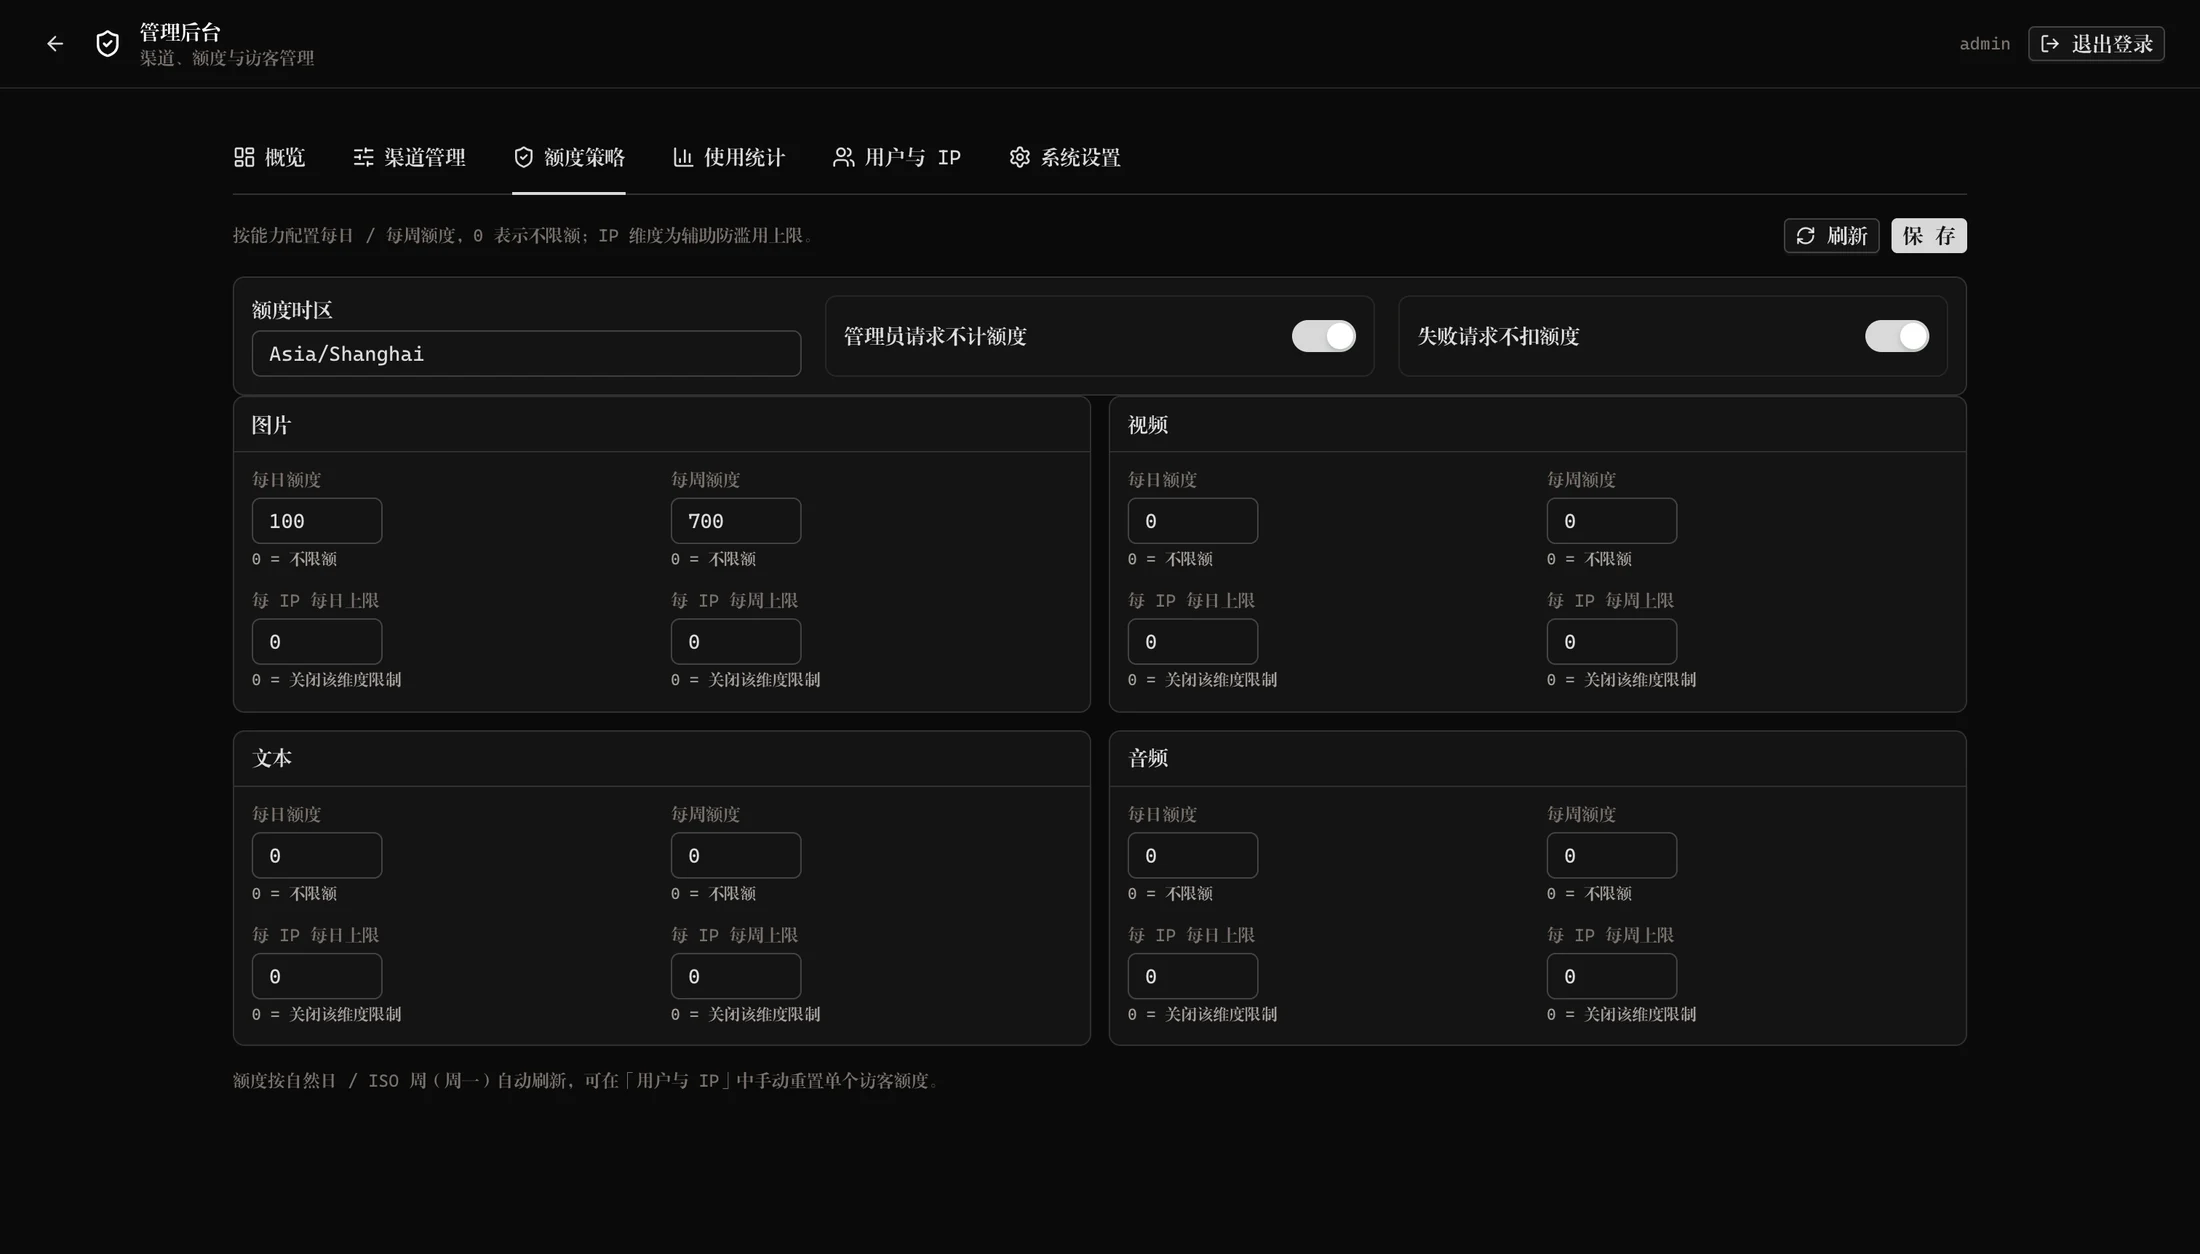 管理后台
渠道、额度与访客管理
admin
退出登录
概览
渠道管理
额度策略
使用统计
用户与 IP
系统设置
按能力配置每日 / 每周额度，0 表示不限额；IP 维度为辅助防滥用上限。
刷新
保 存
额度时区
Asia/Shanghai
管理员请求不计额度
失败请求不扣额度
图片
每日额度
每周额度
100
700
0 = 不限额
0 = 不限额
每 IP 每日上限
每 IP 每周上限
0
0
0 = 关闭该维度限制
0 = 关闭该维度限制
视频
每日额度
每周额度
0
0
0 = 不限额
0 = 不限额
每 IP 每日上限
每 IP 每周上限
0
0
0 = 关闭该维度限制
0 = 关闭该维度限制
文本
每日额度
每周额度
0
0
0 = 不限额
0 = 不限额
每 IP 每日上限
每 IP 每周上限
0
0
0 = 关闭该维度限制
0 = 关闭该维度限制
音频
每日额度
每周额度
0
0
0 = 不限额
0 = 不限额
每 IP 每日上限
每 IP 每周上限
0
0
0 = 关闭该维度限制
0 = 关闭该维度限制
额度按自然日 / ISO 周（周一）自动刷新，可在「用户与 IP」中手动重置单个访客额度。